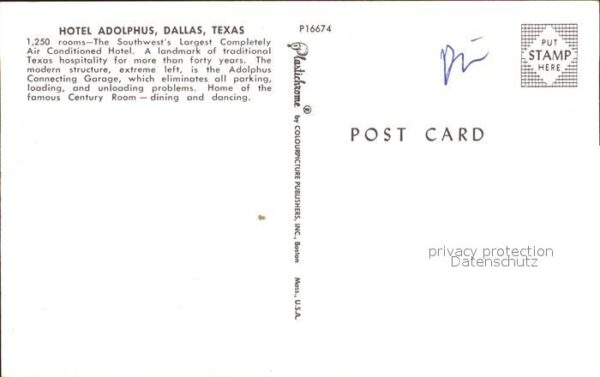 HOTEL ADOLPHUS, DALLAS, TEXAS
1,250 rooms—The Southwest's Largest Completely
Air Conditioned Hotel. A landmark of traditional
Texas hospitality for more than forty years. The
modern structure, extreme left, is the Adolphus
Connecting Garage, which eliminates all parking,
loading, and unloading problems. Home of the
famous Century Room — dining and dancing.
P16674
Plastichrome ® by COLOURPICTURE PUBLISHERS, INC., Boston Mass., U.S.A.
PUT
STAMP
HERE
POST CARD
privacy protection
Datenschutz